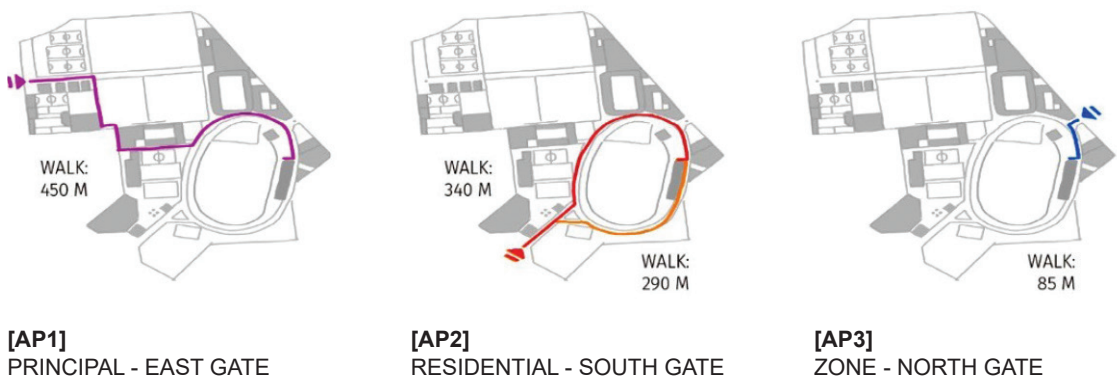 WALK:
450 M
WALK:
340 M
WALK:
290 M
WALK:
85 M
[AP1]
PRINCIPAL - EAST GATE
[AP2]
RESIDENTIAL - SOUTH GATE
[AP3]
ZONE - NORTH GATE